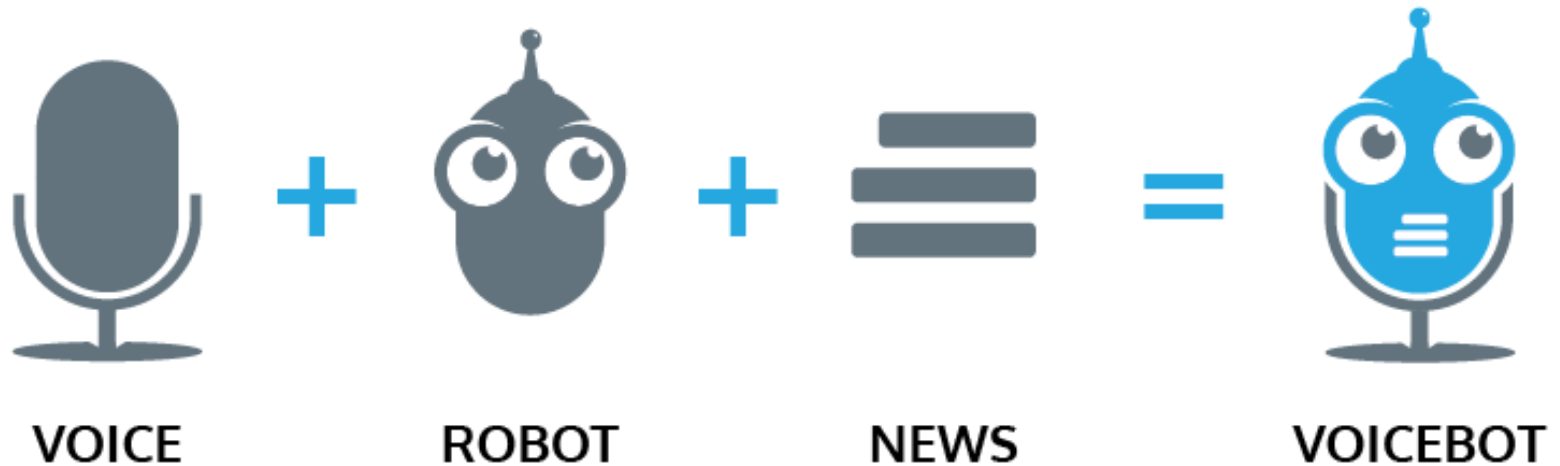 VOICE + ROBOT + NEWS = VOICEBOT